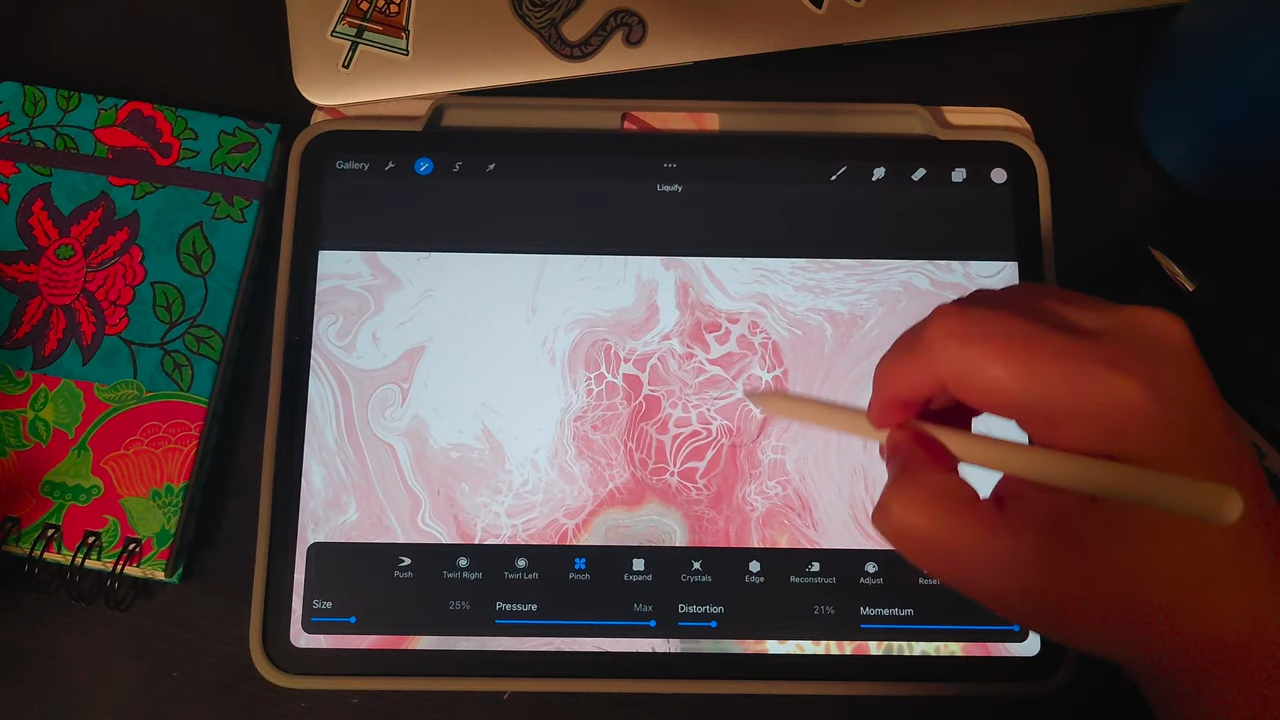 Gallery
Liquify
Push Twirl Right Twirl Left Pinch Expand Crystals Edge Reconstruct Adjust Reset
Size 25% Pressure Max Distortion 21% Momentum